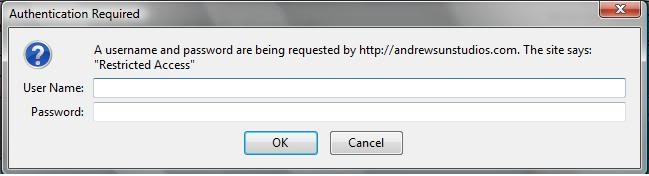 Authentication Required
A username and password are being requested by http://andrewsunstudios.com. The site says:
"Restricted Access"
User Name:
Password:
OK Cancel